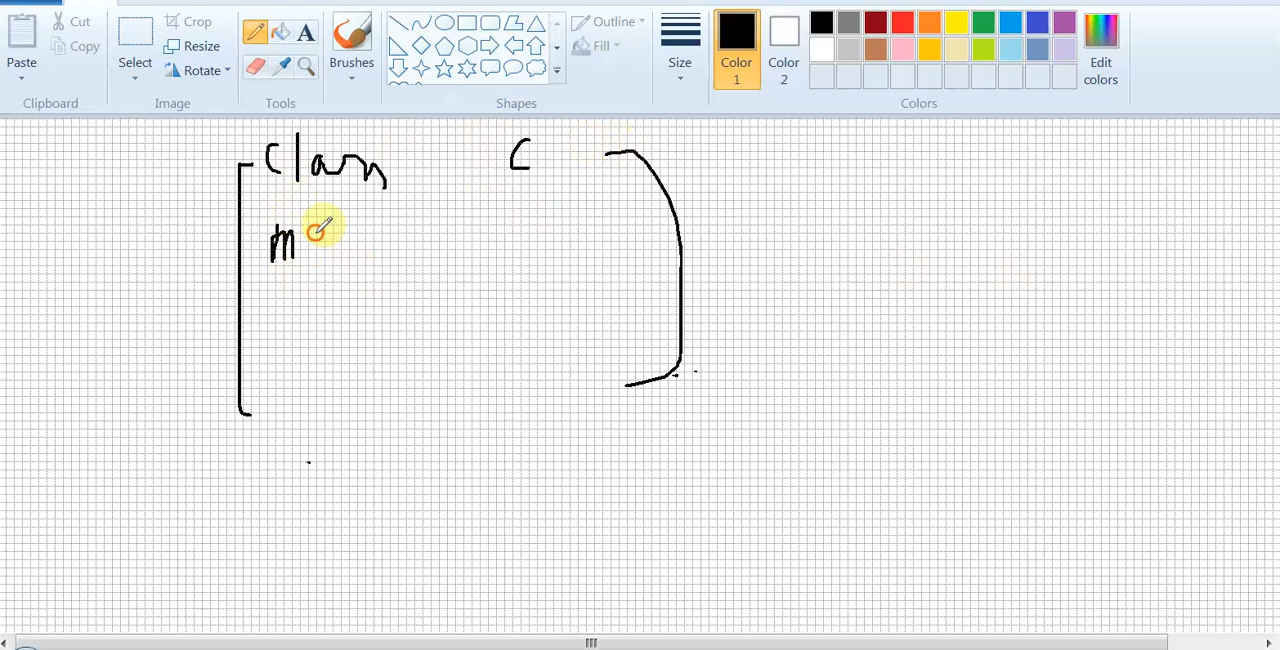 Cut
Crop
Outline
Copy
Resize
Fill
Paste
Select
Rotate
Brushes
Size
Color 1
Color 2
Edit colors
Clipboard
Image
Tools
Shapes
Colors
Class C
m